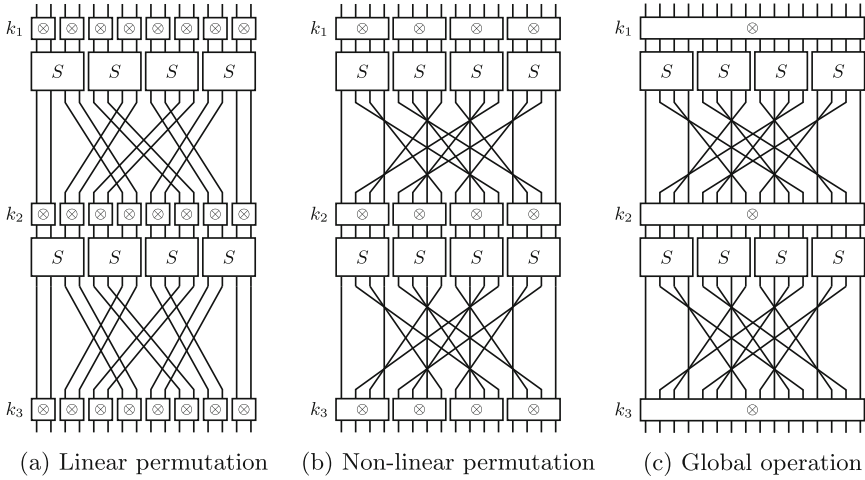 k₁ ⊗ ⊗ ⊗ ⊗ ⊗ ⊗ ⊗ ⊗
S S S S
k₂ ⊗ ⊗ ⊗ ⊗ ⊗ ⊗ ⊗ ⊗
S S S S
k₃ ⊗ ⊗ ⊗ ⊗ ⊗ ⊗ ⊗ ⊗
(a) Linear permutation
k₁ ⊗ ⊗ ⊗ ⊗
S S S S
k₂ ⊗ ⊗ ⊗ ⊗
S S S S
k₃ ⊗ ⊗ ⊗ ⊗
(b) Non-linear permutation
k₁ ⊗
S S S S
k₂ ⊗
S S S S
k₃ ⊗
(c) Global operation